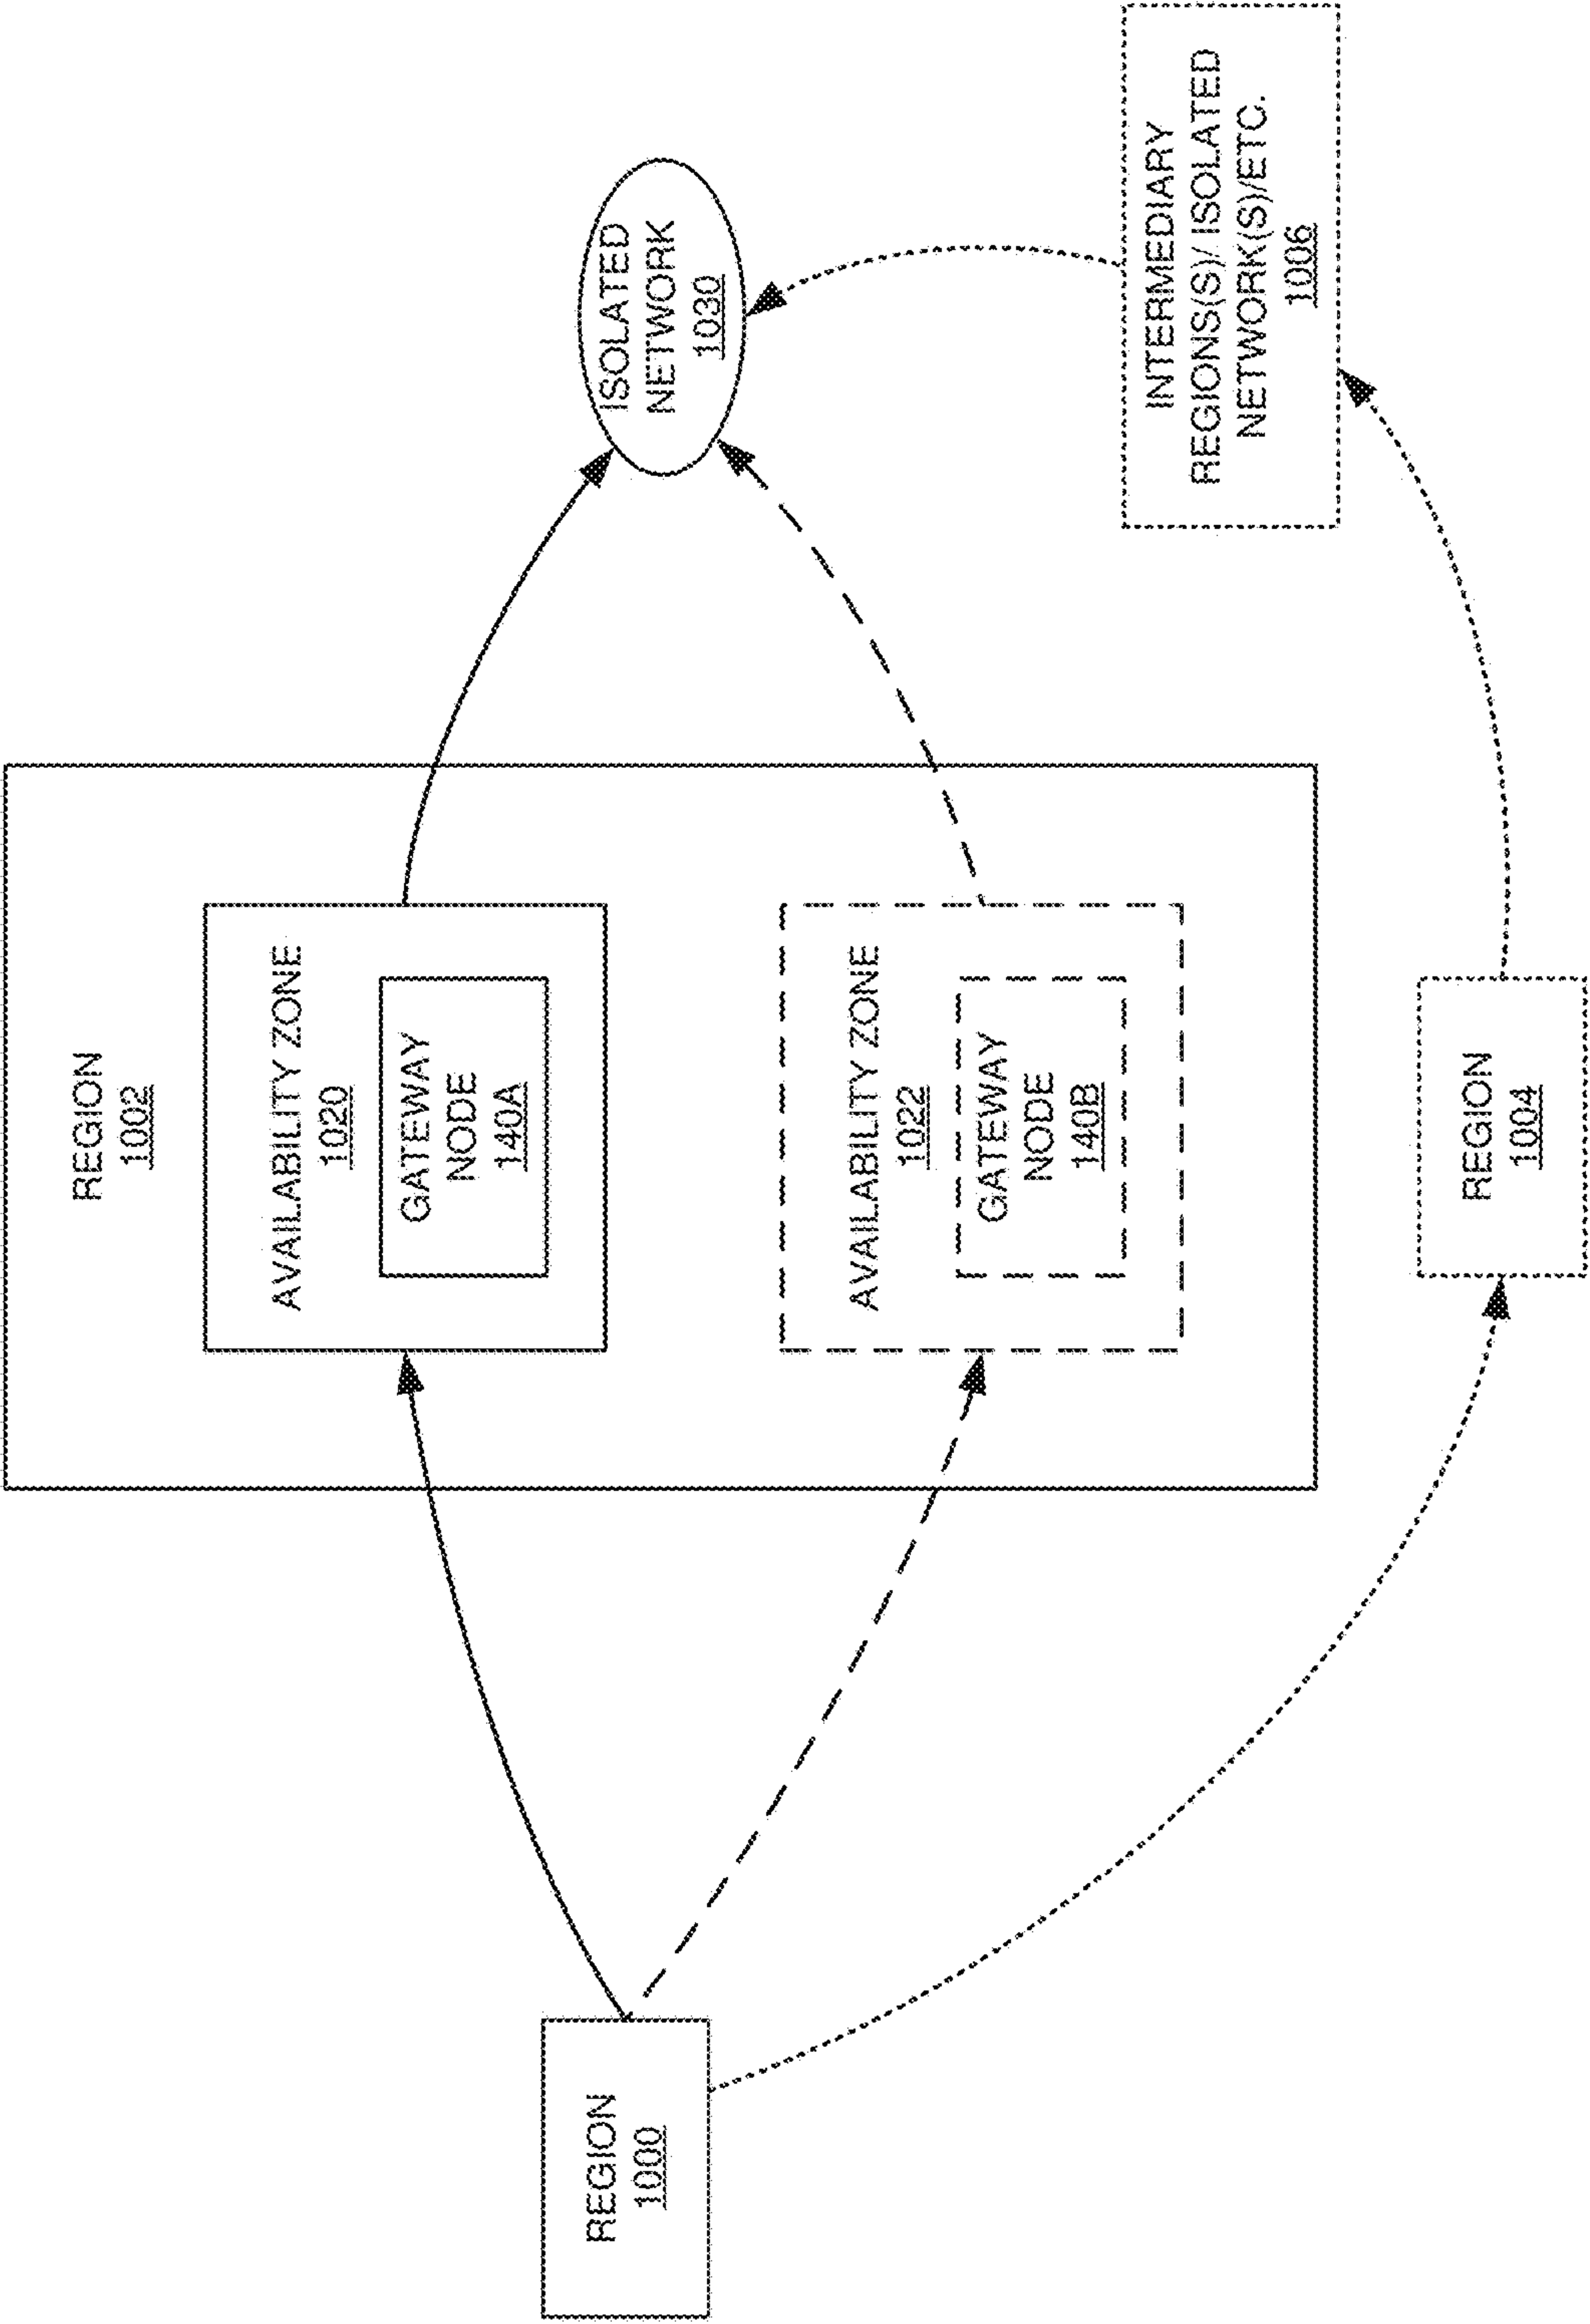 REGION
1002
AVAILABILITY ZONE
1020
GATEWAY
NODE
140A
ISOLATED
NETWORK
1030
REGION
1000
AVAILABILITY ZONE
1022
GATEWAY
NODE
140B
INTERMEDIARY
REGIONS(S)/ ISOLATED
NETWORK(S)/ETC.
1006
REGION
1004